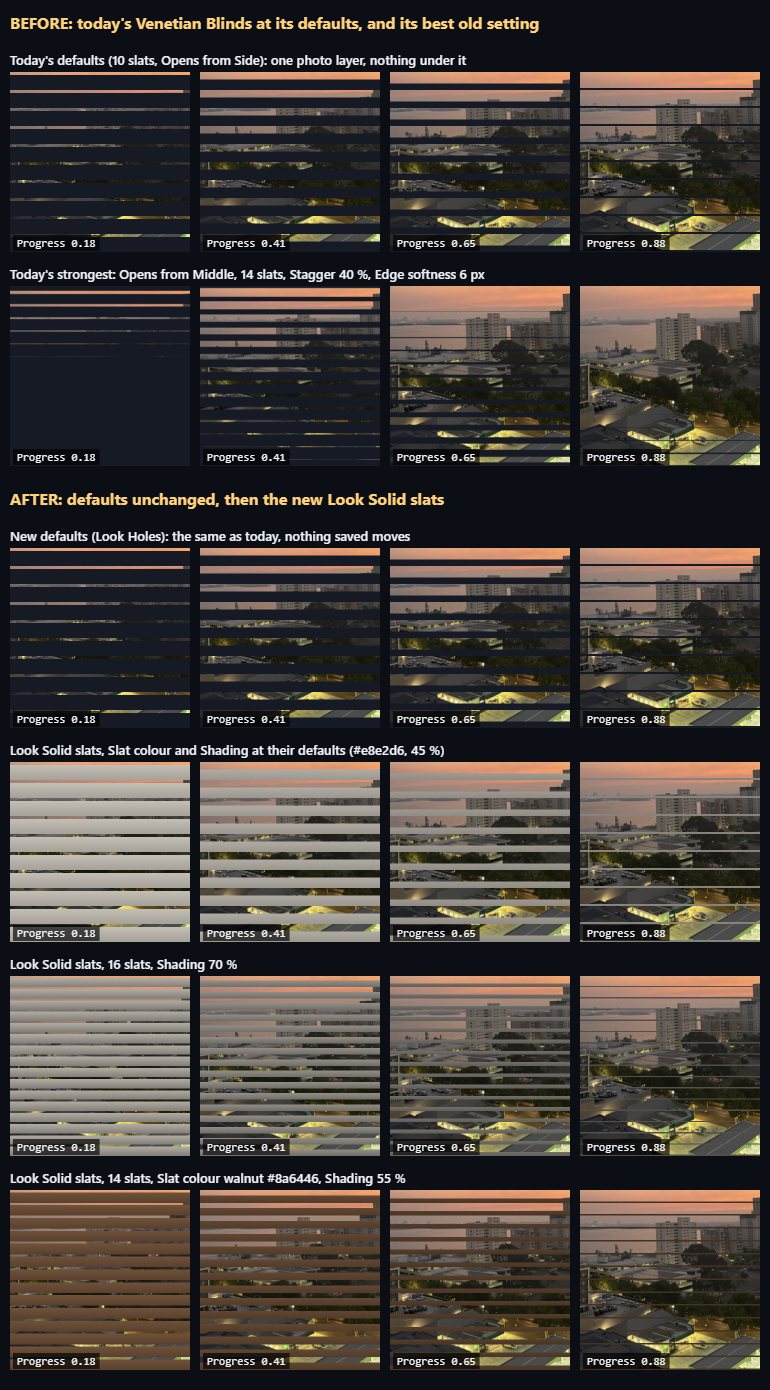 BEFORE: today's Venetian Blinds at its defaults, and its best old setting
Today's defaults (10 slats, Opens from Side): one photo layer, nothing under it
Progress 0.18
Progress 0.41
Progress 0.65
Progress 0.88
Today's strongest: Opens from Middle, 14 slats, Stagger 40 %, Edge softness 6 px
Progress 0.18
Progress 0.41
Progress 0.65
Progress 0.88
AFTER: defaults unchanged, then the new Look Solid slats
New defaults (Look Holes): the same as today, nothing saved moves
Progress 0.18
Progress 0.41
Progress 0.65
Progress 0.88
Look Solid slats, Slat colour and Shading at their defaults (#e8e2d6, 45 %)
Progress 0.18
Progress 0.41
Progress 0.65
Progress 0.88
Look Solid slats, 16 slats, Shading 70 %
Progress 0.18
Progress 0.41
Progress 0.65
Progress 0.88
Look Solid slats, 14 slats, Slat colour walnut #8a6446, Shading 55 %
Progress 0.18
Progress 0.41
Progress 0.65
Progress 0.88